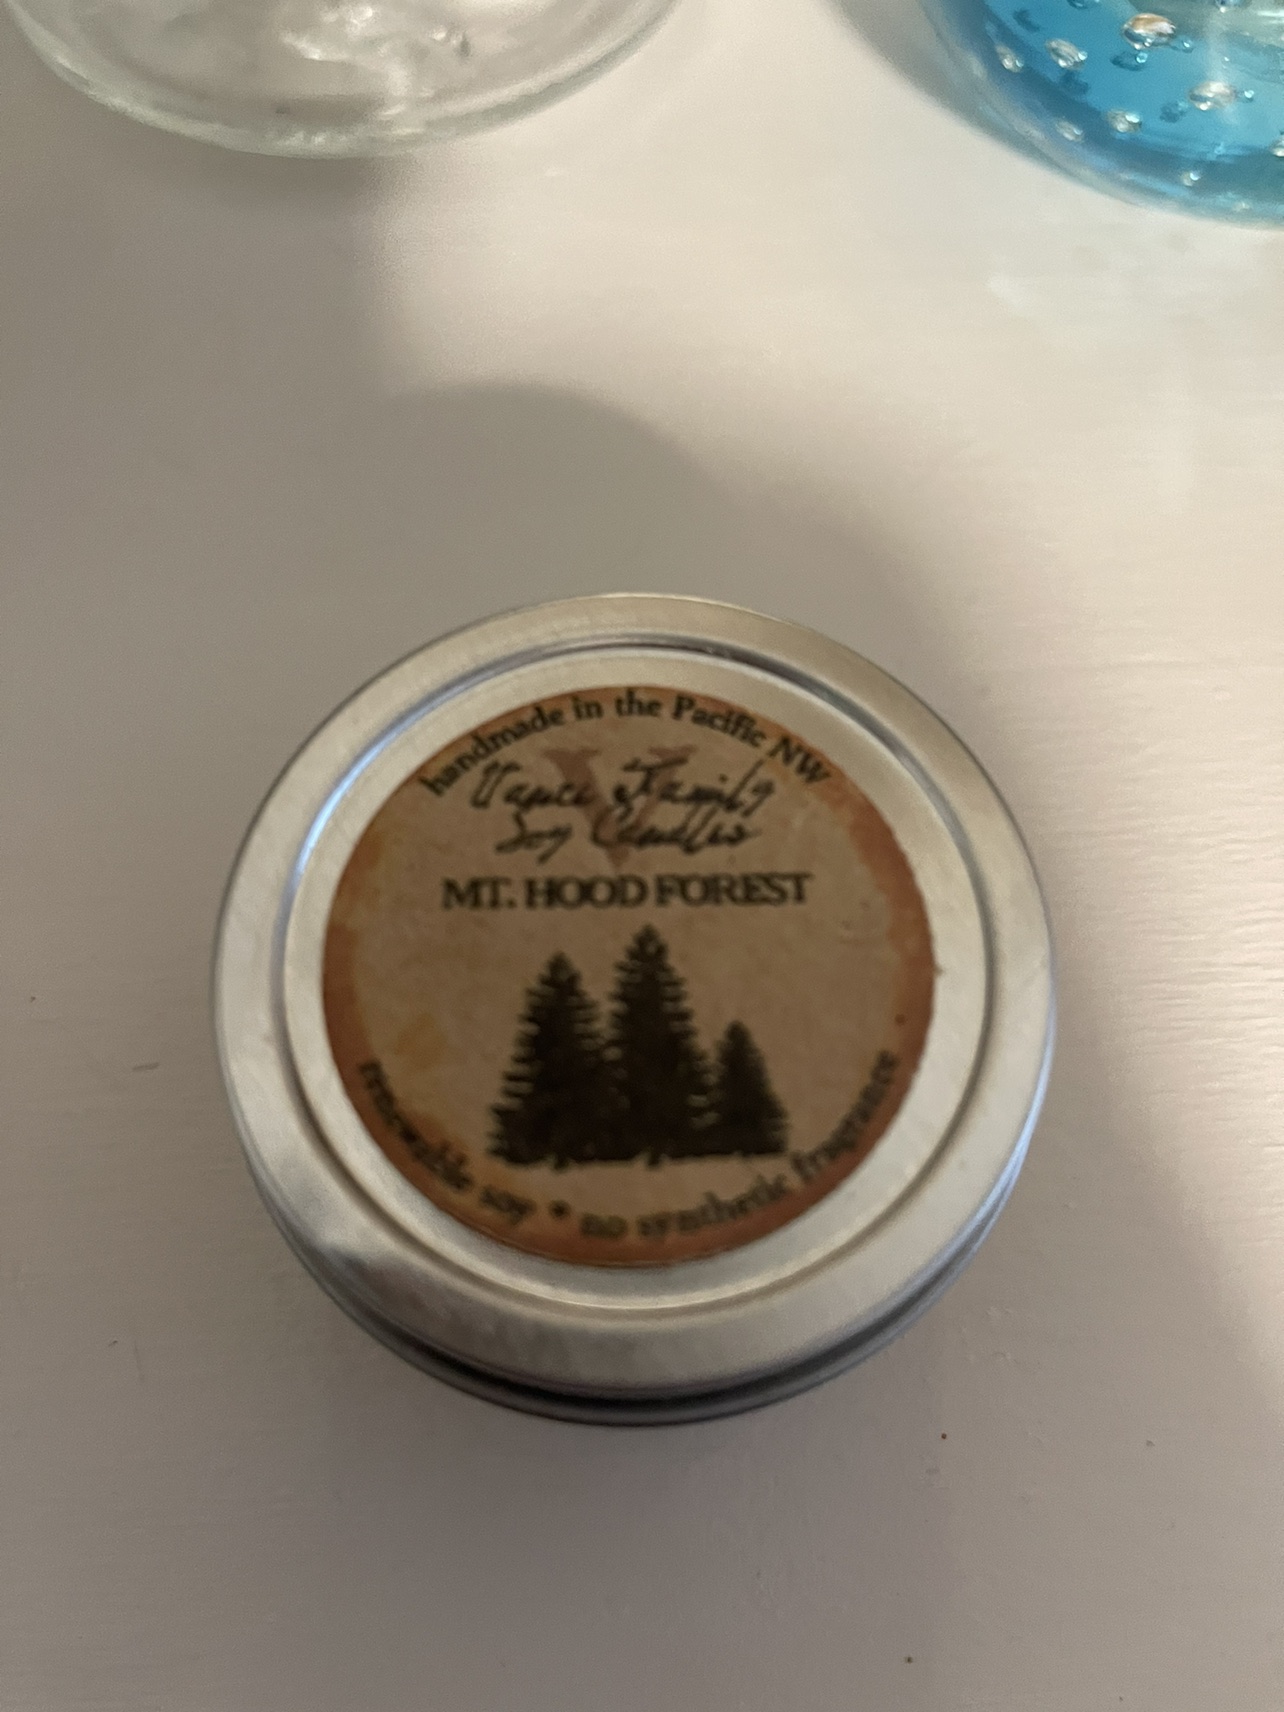 handmade in the Pacific NW
Vance Family
Soy Candles
MT. HOOD FOREST
renewable soy * no synthetic fragrance